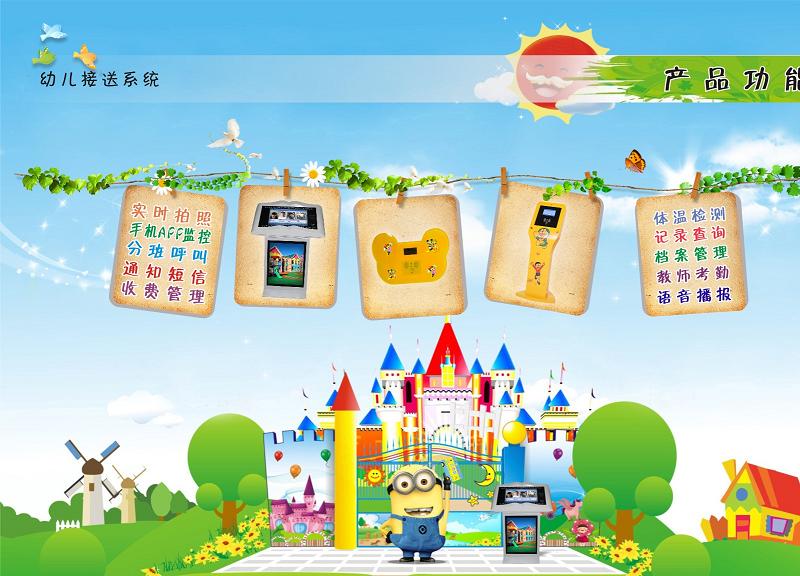 幼儿接送系统
产品功能
实时拍照
手机APP监控
分班呼叫
通知短信
收费管理
体温检测
记录查询
档案管理
教师考勤
语音播报